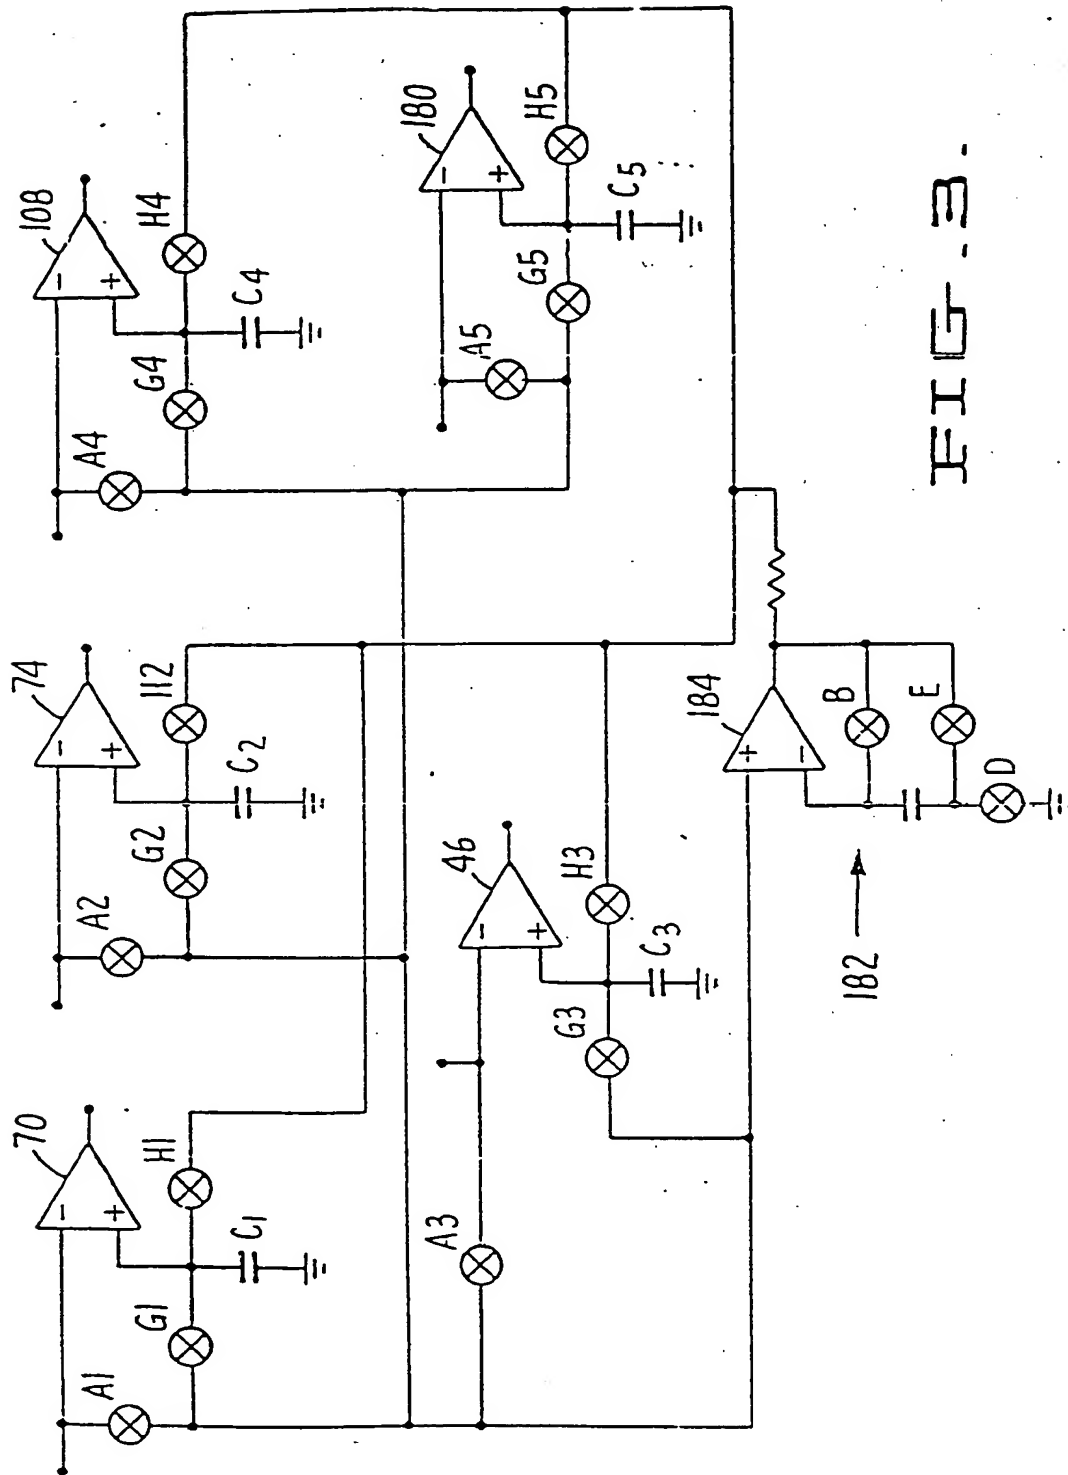 70
A1
G1
H1
C1
74
A2
G2
112
C2
108
A4
G4
H4
C4
180
A5
G5
H5
C5
46
A3
G3
H3
C3
184
B
E
D
182
FIG. 3.
- +
- +
- +
- +
- +
+ -